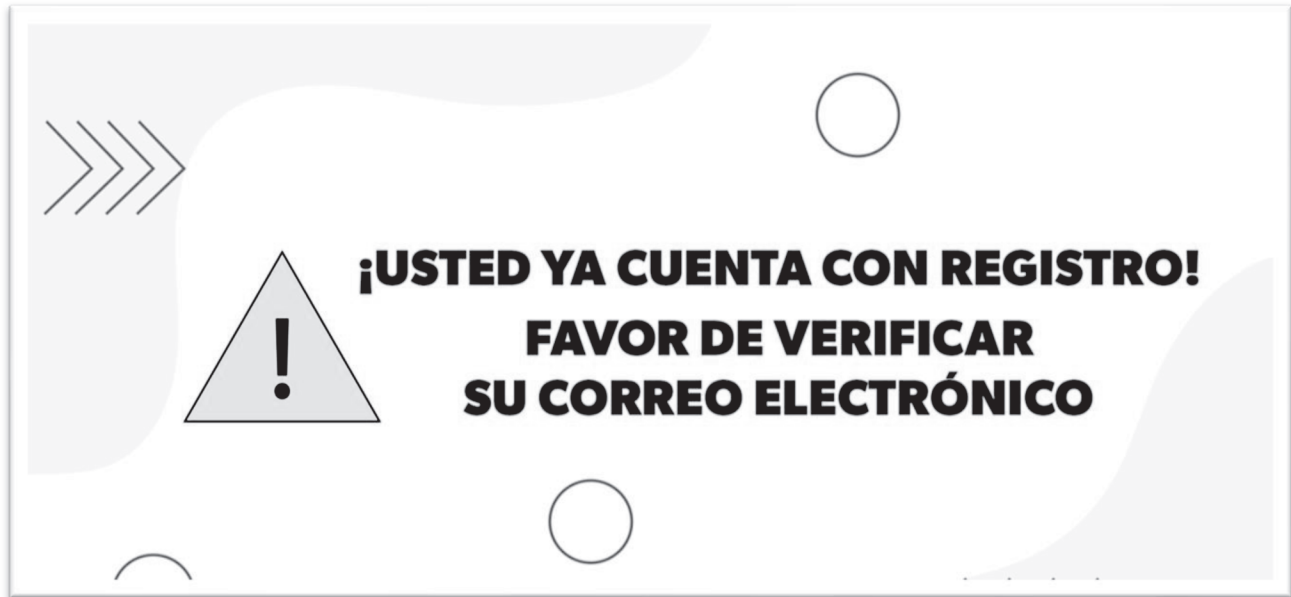 ¡USTED YA CUENTA CON REGISTRO!
FAVOR DE VERIFICAR
SU CORREO ELECTRÓNICO
!